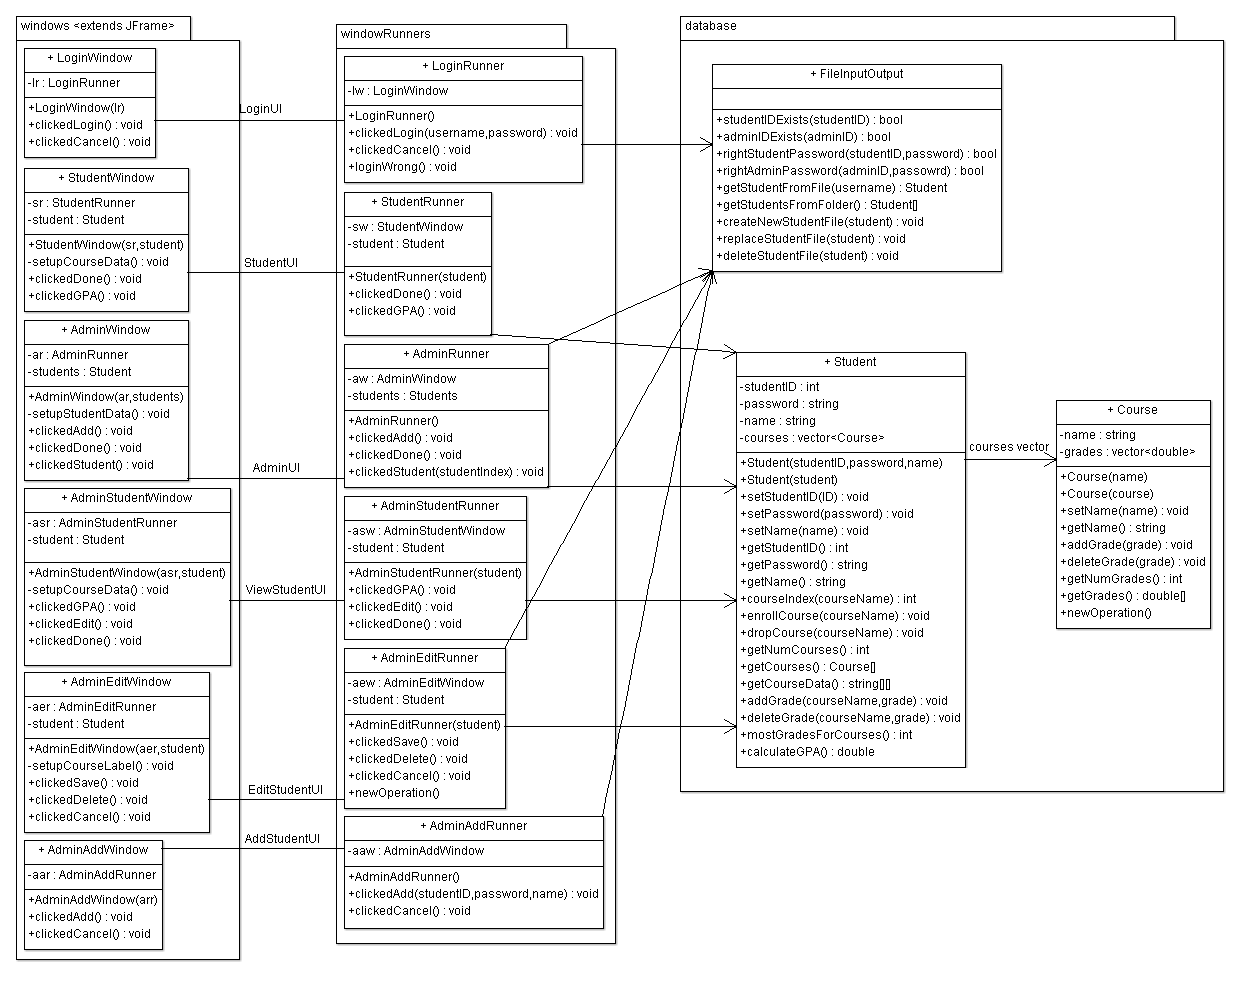 windows <extends JFrame>
+ LoginWindow
-lr : LoginRunner
+LoginWindow(lr)
+clickedLogin() : void
+clickedCancel() : void
+ StudentWindow
-sr : StudentRunner
-student : Student
+StudentWindow(sr,student)
-setupCourseData() : void
+clickedDone() : void
+clickedGPA() : void
+ AdminWindow
-ar : AdminRunner
-students : Student
+AdminWindow(ar,students)
-setupStudentData() : void
+clickedAdd() : void
+clickedDone() : void
+clickedStudent() : void
+ AdminStudentWindow
-asr : AdminStudentRunner
-student : Student
+AdminStudentWindow(asr,student)
-setupCourseData() : void
+clickedGPA() : void
+clickedEdit() : void
+clickedDone() : void
+ AdminEditWindow
-aer : AdminEditRunner
-student : Student
+AdminEditWindow(aer,student)
-setupCourseLabel() : void
+clickedSave() : void
+clickedDelete() : void
+clickedCancel() : void
+ AdminAddWindow
-aar : AdminAddRunner
+AdminAddWindow(arr)
+clickedAdd() : void
+clickedCancel() : void
LoginUI
StudentUI
AdminUI
ViewStudentUI
EditStudentUI
AddStudentUI
windowRunners
+ LoginRunner
-lw : LoginWindow
+LoginRunner()
+clickedLogin(username,password) : void
+clickedCancel() : void
+loginWrong() : void
+ StudentRunner
-sw : StudentWindow
-student : Student
+StudentRunner(student)
+clickedDone() : void
+clickedGPA() : void
+ AdminRunner
-aw : AdminWindow
-students : Students
+AdminRunner()
+clickedAdd() : void
+clickedDone() : void
+clickedStudent(studentIndex) : void
+ AdminStudentRunner
-asw : AdminStudentWindow
-student : Student
+AdminStudentRunner(student)
+clickedGPA() : void
+clickedEdit() : void
+clickedDone() : void
+ AdminEditRunner
-aew : AdminEditWindow
-student : Student
+AdminEditRunner(student)
+clickedSave() : void
+clickedDelete() : void
+clickedCancel() : void
+newOperation()
+ AdminAddRunner
-aaw : AdminAddWindow
+AdminAddRunner()
+clickedAdd(studentID,password,name) : void
+clickedCancel() : void
database
+ FileInputOutput
+studentIDExists(studentID) : bool
+adminIDExists(adminID) : bool
+rightStudentPassword(studentID,password) : bool
+rightAdminPassword(adminID,passowrd) : bool
+getStudentFromFile(username) : Student
+getStudentsFromFolder() : Student[]
+createNewStudentFile(student) : void
+replaceStudentFile(student) : void
+deleteStudentFile(student) : void
+ Student
-studentID : int
-password : string
-name : string
-courses : vector<Course>
+Student(studentID,password,name)
+Student(student)
+setStudentID(ID) : void
+setPassword(password) : void
+setName(name) : void
+getStudentID() : int
+getPassword() : string
+getName() : string
+courseIndex(courseName) : int
+enrollCourse(courseName) : void
+dropCourse(courseName) : void
+getNumCourses() : int
+getCourses() : Course[]
+getCourseData() : string[][]
+addGrade(courseName,grade) : void
+deleteGrade(courseName,grade) : void
+mostGradesForCourses() : int
+calculateGPA() : double
courses vector
+ Course
-name : string
-grades : vector<double>
+Course(name)
+Course(course)
+setName(name) : void
+getName() : string
+addGrade(grade) : void
+deleteGrade(grade) : void
+getNumGrades() : int
+getGrades() : double[]
+newOperation()